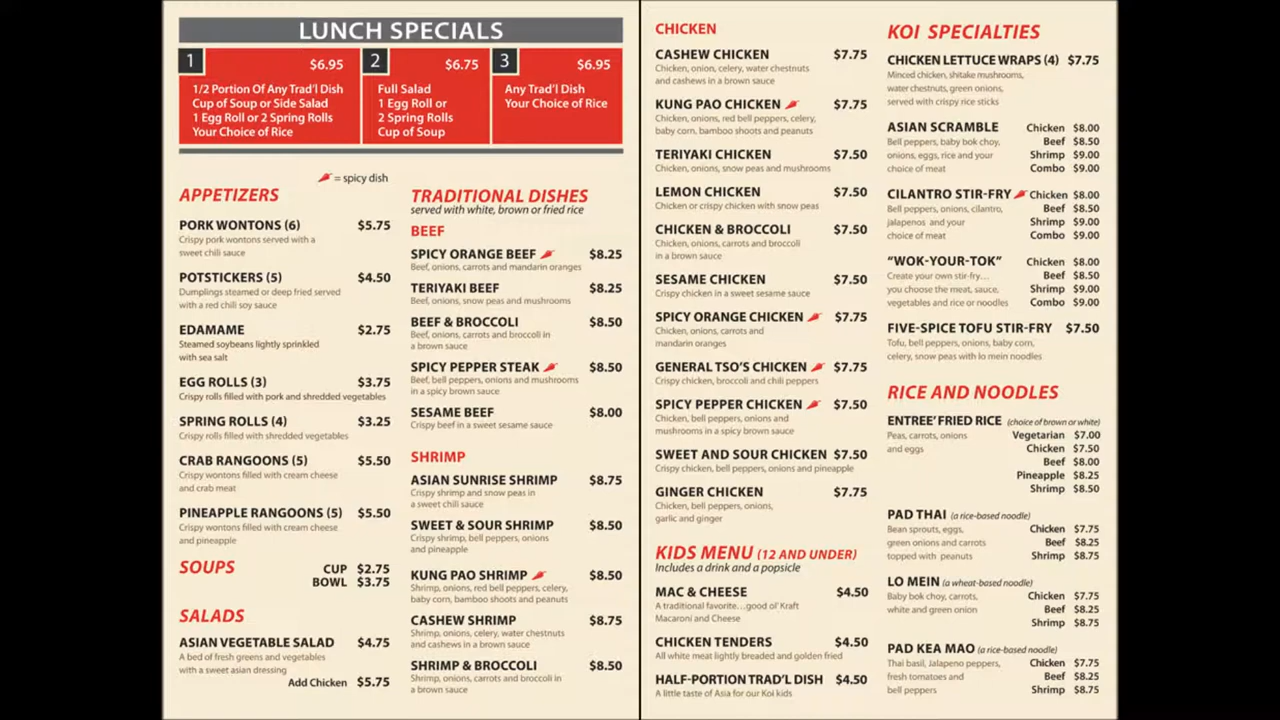 LUNCH SPECIALS
1 $6.95
1/2 Portion Of Any Trad'l Dish
Cup of Soup or Side Salad
1 Egg Roll or 2 Spring Rolls
Your Choice of Rice
2 $6.75
Full Salad
1 Egg Roll or
2 Spring Rolls
Cup of Soup
3 $6.95
Any Trad'l Dish
Your Choice of Rice
= spicy dish
APPETIZERS
PORK WONTONS (6) $5.75
Crispy pork wontons served with a
sweet chili sauce
POTSTICKERS (5) $4.50
Dumplings steamed or deep fried served
with a red chili soy sauce
EDAMAME $2.75
Steamed soybeans lightly sprinkled
with sea salt
EGG ROLLS (3) $3.75
Crispy rolls filled with pork and shredded vegetables
SPRING ROLLS (4) $3.25
Crispy rolls filled with shredded vegetables
CRAB RANGOONS (5) $5.50
Crispy wontons filled with cream cheese
and crab meat
PINEAPPLE RANGOONS (5) $5.50
Crispy wontons filled with cream cheese
and pineapple
SOUPS CUP $2.75
BOWL $3.75
SALADS
ASIAN VEGETABLE SALAD $4.75
A bed of fresh greens and vegetables
with a sweet asian dressing
Add Chicken $5.75
TRADITIONAL DISHES
served with white, brown or fried rice
BEEF
SPICY ORANGE BEEF $8.25
Beef, onions, carrots and mandarin oranges
TERIYAKI BEEF $8.25
Beef, onions, snow peas and mushrooms
BEEF & BROCCOLI $8.50
Beef, onions, carrots and broccoli in
a brown sauce
SPICY PEPPER STEAK $8.50
Beef, bell peppers, onions and mushrooms
in a spicy brown sauce
SESAME BEEF $8.00
Crispy beef in a sweet sesame sauce
SHRIMP
ASIAN SUNRISE SHRIMP $8.75
Crispy shrimp and snow peas in
a sweet chili sauce
SWEET & SOUR SHRIMP $8.50
Crispy shrimp, bell peppers, onions
and pineapple
KUNG PAO SHRIMP $8.50
Shrimp, onions, red bell peppers, celery,
baby corn, bamboo shoots and peanuts
CASHEW SHRIMP $8.75
Shrimp, onions, celery, water chestnuts
and cashews in a brown sauce
SHRIMP & BROCCOLI $8.50
Shrimp, onions, carrots and broccoli in
a brown sauce
CHICKEN
CASHEW CHICKEN $7.75
Chicken, onion, celery, water chestnuts
and cashews in a brown sauce
KUNG PAO CHICKEN $7.75
Chicken, onions, red bell peppers, celery,
baby corn, bamboo shoots and peanuts
TERIYAKI CHICKEN $7.50
Chicken, onions, snow peas and mushrooms
LEMON CHICKEN $7.50
Chicken or crispy chicken with snow peas
CHICKEN & BROCCOLI $7.50
Chicken, onions, carrots and broccoli
in a brown sauce
SESAME CHICKEN $7.50
Crispy chicken in a sweet sesame sauce
SPICY ORANGE CHICKEN $7.75
Chicken, onions, carrots and
mandarin oranges
GENERAL TSO'S CHICKEN $7.75
Crispy chicken, broccoli and chili peppers
SPICY PEPPER CHICKEN $7.50
Chicken, bell peppers, onions and
mushrooms in a spicy brown sauce
SWEET AND SOUR CHICKEN $7.50
Crispy chicken, bell peppers, onions and pineapple
GINGER CHICKEN $7.75
Chicken, bell peppers, onions,
garlic and ginger
KIDS MENU (12 AND UNDER)
Includes a drink and a popsicle
MAC & CHEESE $4.50
A traditional favorite…good ol' Kraft
Macaroni and Cheese
CHICKEN TENDERS $4.50
All white meat lightly breaded and golden fried
HALF-PORTION TRAD'L DISH $4.50
A little taste of Asia for our Koi kids
KOI SPECIALTIES
CHICKEN LETTUCE WRAPS (4) $7.75
Minced chicken, shitake mushrooms,
water chestnuts, green onions,
served with crispy rice sticks
ASIAN SCRAMBLE Chicken $8.00
Bell peppers, baby bok choy, Beef $8.50
onions, eggs, rice and your Shrimp $9.00
choice of meat Combo $9.00
CILANTRO STIR-FRY Chicken $8.00
Bell peppers, onions, cilantro, Beef $8.50
jalapenos and your Shrimp $9.00
choice of meat Combo $9.00
"WOK-YOUR-TOK" Chicken $8.00
Create your own stir-fry… Beef $8.50
you choose the meat, sauce, Shrimp $9.00
vegetables and rice or noodles Combo $9.00
FIVE-SPICE TOFU STIR-FRY $7.50
Tofu, bell peppers, onions, baby corn,
celery, snow peas with lo mein noodles
RICE AND NOODLES
ENTREE' FRIED RICE (choice of brown or white)
Peas, carrots, onions Vegetarian $7.00
and eggs Chicken $7.50
Beef $8.00
Pineapple $8.25
Shrimp $8.50
PAD THAI (a rice-based noodle)
Bean sprouts, eggs, Chicken $7.75
green onions and carrots Beef $8.25
topped with peanuts Shrimp $8.75
LO MEIN (a wheat-based noodle)
Baby bok choy, carrots, Chicken $7.75
white and green onion Beef $8.25
Shrimp $8.75
PAD KEA MAO (a rice-based noodle)
Thai basil, Jalapeno peppers, Chicken $7.75
fresh tomatoes and Beef $8.25
bell peppers Shrimp $8.75